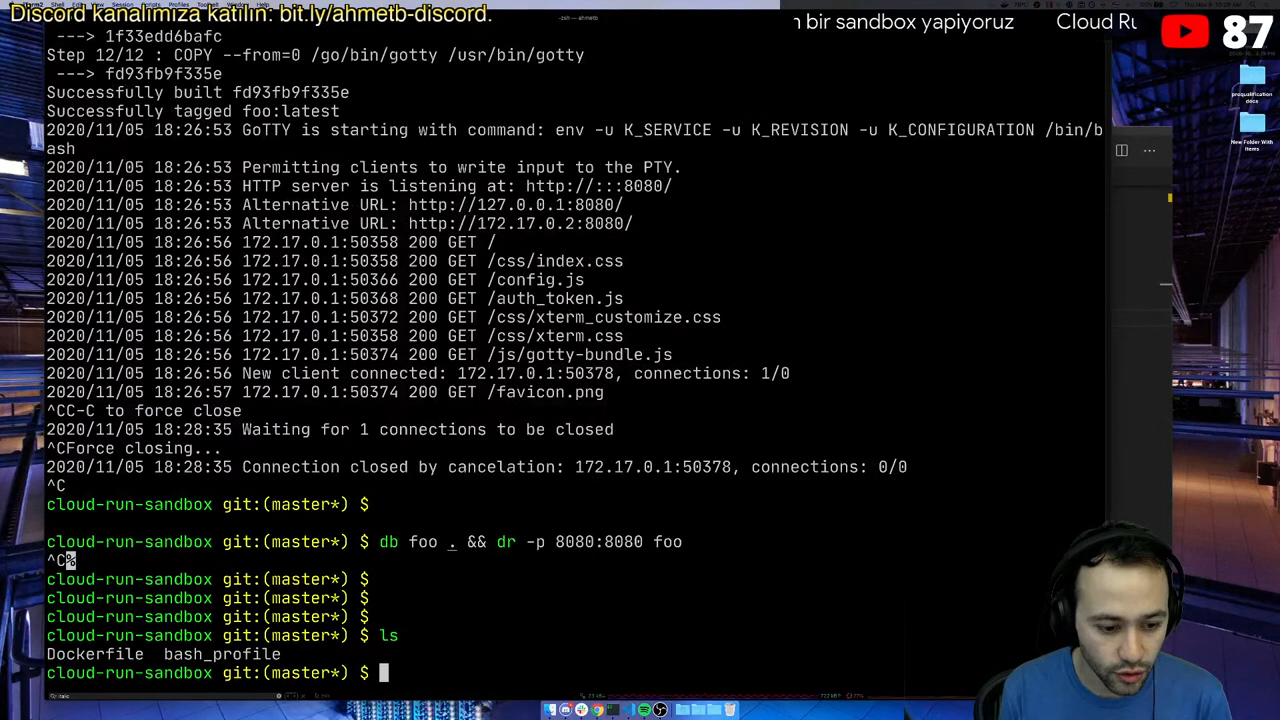 Discord kanalımıza katılın: bit.ly/ahmetb-discord.
-zsh — ahmetb
n bir sandbox yapiyoruz Cloud Ru
87
---> 1f33edd6bafc
Step 12/12 : COPY --from=0 /go/bin/gotty /usr/bin/gotty
---> fd93fb9f335e
Successfully built fd93fb9f335e
Successfully tagged foo:latest
2020/11/05 18:26:53 GoTTY is starting with command: env -u K_SERVICE -u K_REVISION -u K_CONFIGURATION /bin/b
ash
2020/11/05 18:26:53 Permitting clients to write input to the PTY.
2020/11/05 18:26:53 HTTP server is listening at: http://:::8080/
2020/11/05 18:26:53 Alternative URL: http://127.0.0.1:8080/
2020/11/05 18:26:53 Alternative URL: http://172.17.0.2:8080/
2020/11/05 18:26:56 172.17.0.1:50358 200 GET /
2020/11/05 18:26:56 172.17.0.1:50358 200 GET /css/index.css
2020/11/05 18:26:56 172.17.0.1:50366 200 GET /config.js
2020/11/05 18:26:56 172.17.0.1:50368 200 GET /auth_token.js
2020/11/05 18:26:56 172.17.0.1:50372 200 GET /css/xterm_customize.css
2020/11/05 18:26:56 172.17.0.1:50358 200 GET /css/xterm.css
2020/11/05 18:26:56 172.17.0.1:50374 200 GET /js/gotty-bundle.js
2020/11/05 18:26:56 New client connected: 172.17.0.1:50378, connections: 1/0
2020/11/05 18:26:57 172.17.0.1:50374 200 GET /favicon.png
^CC-C to force close
2020/11/05 18:28:35 Waiting for 1 connections to be closed
^CForce closing...
2020/11/05 18:28:35 Connection closed by cancelation: 172.17.0.1:50378, connections: 0/0
^C
cloud-run-sandbox git:(master*) $
cloud-run-sandbox git:(master*) $ db foo . && dr -p 8080:8080 foo
^C%
cloud-run-sandbox git:(master*) $
cloud-run-sandbox git:(master*) $
cloud-run-sandbox git:(master*) $
cloud-run-sandbox git:(master*) $ ls
Dockerfile bash_profile
cloud-run-sandbox git:(master*) $
prequalification
docs
New Folder With
Items